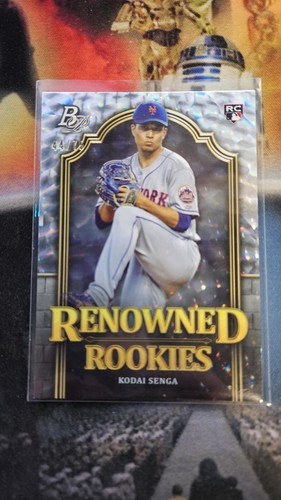 B
RC
RENOWNED
ROOKIES
KODAI SENGA
YORK